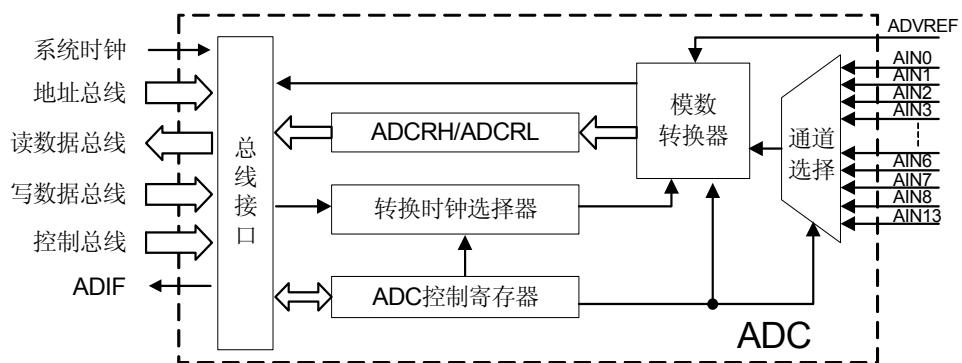 系统时钟
地址总线
读数据总线
写数据总线
控制总线
ADIF
总线接口
ADCRH/ADCRL
转换时钟选择器
ADC控制寄存器
模数
转换器
通道
选择
ADVREF
AIN0
AIN1
AIN2
AIN3
AIN6
AIN7
AIN8
AIN13
ADC